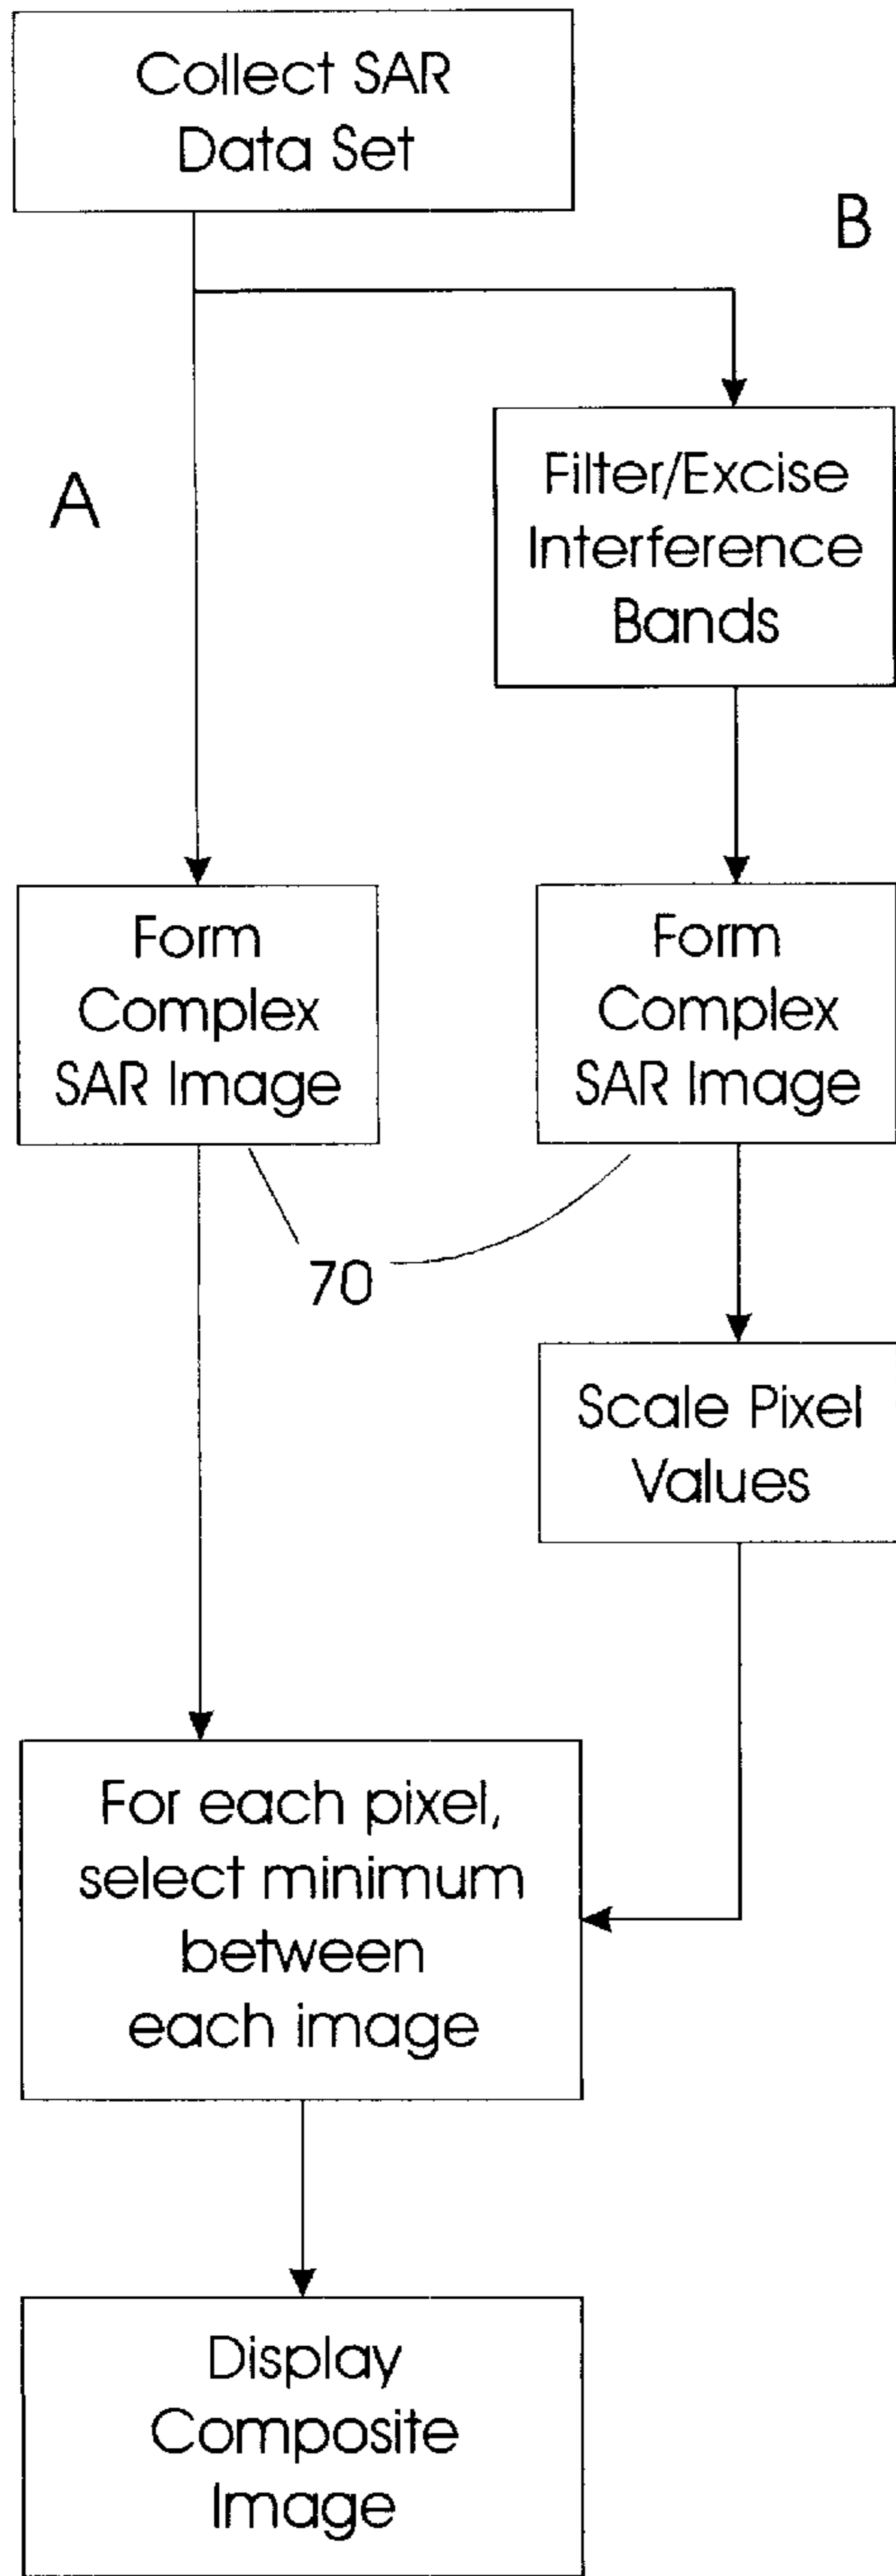 Collect SAR
Data Set
B
A
Filter/Excise
Interference
Bands
Form
Complex
SAR Image
Form
Complex
SAR Image
70
Scale Pixel
Values
For each pixel,
select minimum
between
each image
Display
Composite
Image